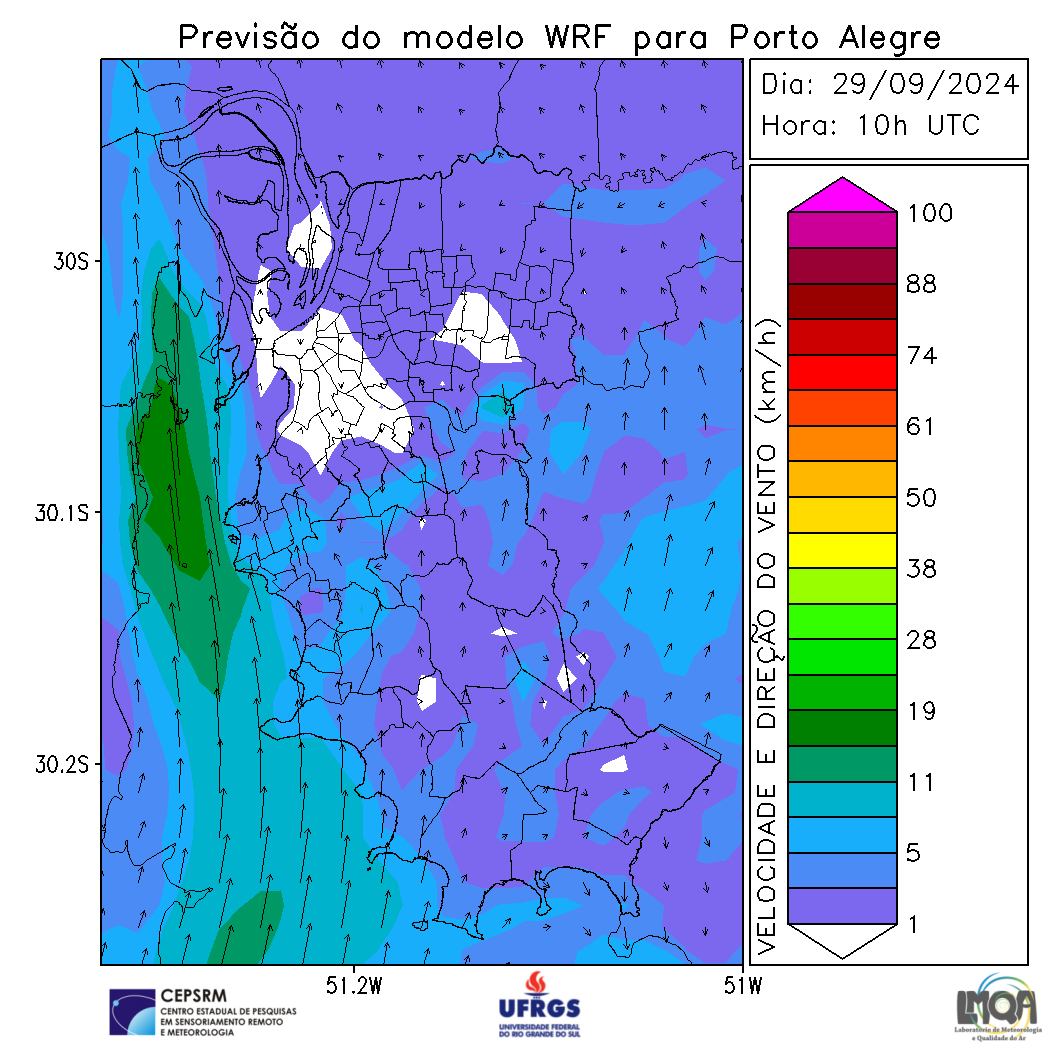 Previsão do modelo WRF para Porto Alegre
Dia: 29/09/2024
Hora: 10h UTC
30S
30.1S
30.2S
51.2W
51W
VELOCIDADE E DIREÇÃO DO VENTO (km/h)
100
88
74
61
50
38
28
19
11
5
1
CEPSRM
CENTRO ESTADUAL DE PESQUISAS
EM SENSORIAMENTO REMOTO
E METEOROLOGIA
UFRGS
UNIVERSIDADE FEDERAL
DO RIO GRANDE DO SUL
LMQA
Laboratório de Meteorologia
e Qualidade do Ar